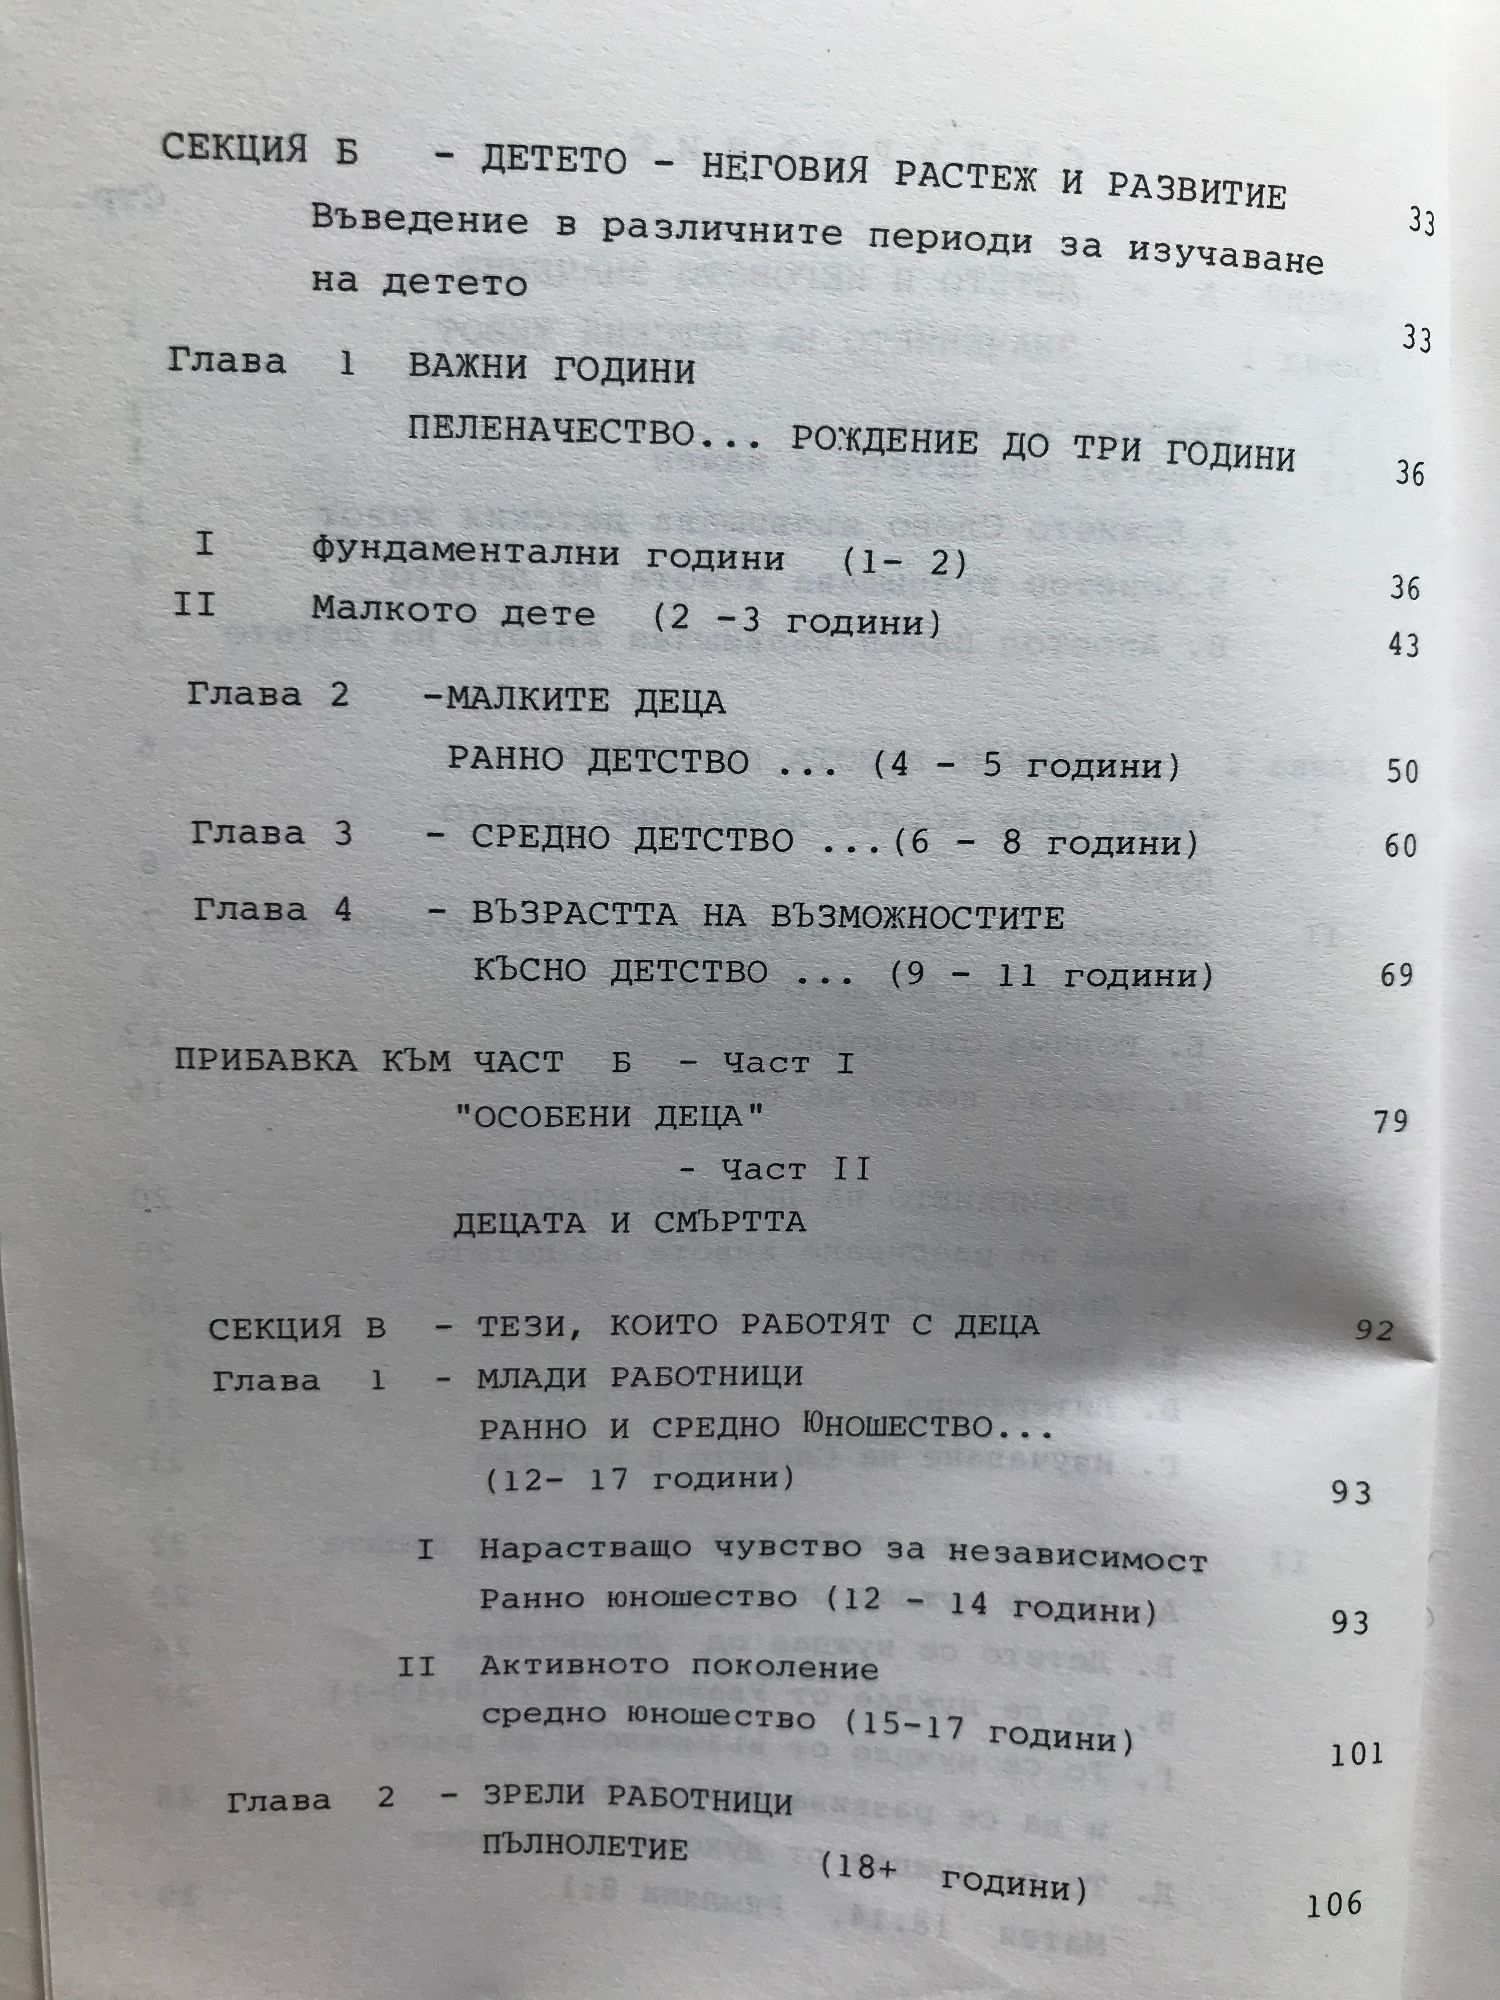 СЕКЦИЯ Б - ДЕТЕТО - НЕГОВИЯ РАСТЕЖ И РАЗВИТИЕ 33
Въведение в различните периоди за изучаване
на детето 33
Глава 1 ВАЖНИ ГОДИНИ
ПЕЛЕНАЧЕСТВО... РОЖДЕНИЕ ДО ТРИ ГОДИНИ 36
I Фундаментални години (1- 2) 36
II Малкото дете (2 -3 години) 43
Глава 2 -МАЛКИТЕ ДЕЦА
РАННО ДЕТСТВО ... (4 - 5 години) 50
Глава 3 - СРЕДНО ДЕТСТВО ...(6 - 8 години) 60
Глава 4 - ВЪЗРАСТТА НА ВЪЗМОЖНОСТИТЕ
КЪСНО ДЕТСТВО ... (9 - 11 години) 69
ПРИБАВКА КЪМ ЧАСТ Б - Част I
"ОСОБЕНИ ДЕЦА" 79
- Част II
ДЕЦАТА И СМЪРТТА
СЕКЦИЯ В - ТЕЗИ, КОИТО РАБОТЯТ С ДЕЦА 92
Глава 1 - МЛАДИ РАБОТНИЦИ
РАННО И СРЕДНО ЮНОШЕСТВО...
(12- 17 години) 93
I Нарастващо чувство за независимост
Ранно юношество (12 - 14 години) 93
II Активното поколение
средно юношество (15-17 години) 101
Глава 2 - ЗРЕЛИ РАБОТНИЦИ
ПЪЛНОЛЕТИЕ (18+ години) 106